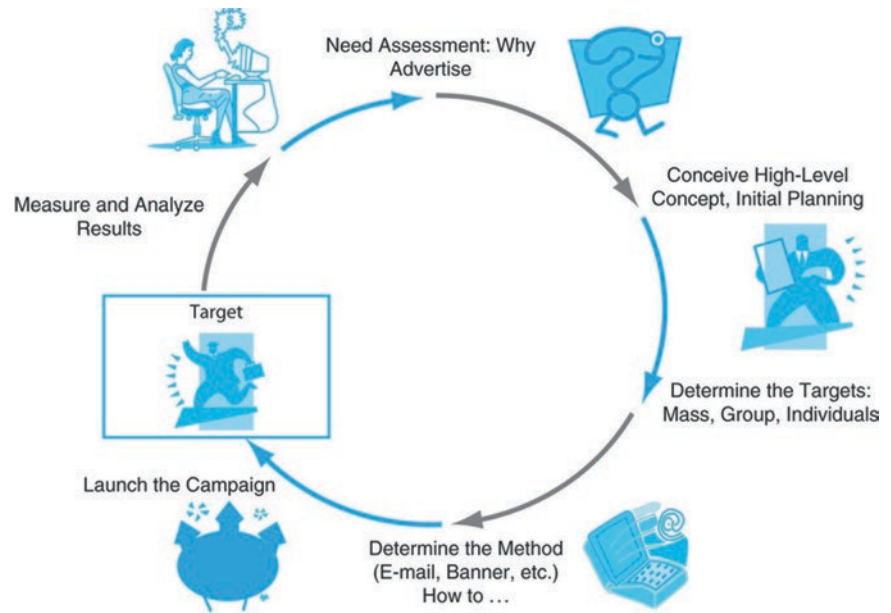 Need Assessment: Why
Advertise
Conceive High-Level
Concept, Initial Planning
Determine the Targets:
Mass, Group, Individuals
Determine the Method
(E-mail, Banner, etc.)
How to ...
Launch the Campaign
Target
Measure and Analyze
Results
$